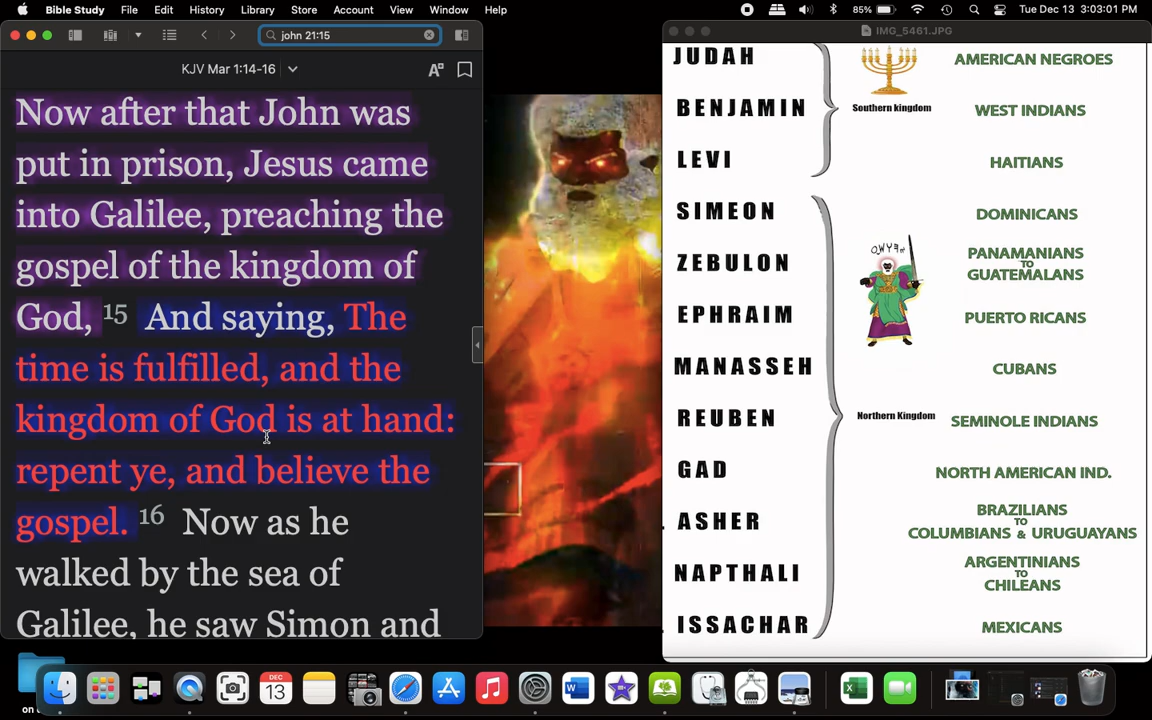 Bible Study File Edit History Library Store Account View Window Help 85% Tue Dec 13 3:03:01 PM
john 21:15
KJV Mar 1:14-16
Now after that John was
put in prison, Jesus came
into Galilee, preaching the
gospel of the kingdom of
God, 15 And saying, The
time is fulfilled, and the
kingdom of God is at hand:
repent ye, and believe the
gospel. 16 Now as he
walked by the sea of
Galilee, he saw Simon and
IMG_5461.JPG
JUDAH AMERICAN NEGROES
BENJAMIN Southern kingdom WEST INDIANS
LEVI HAITIANS
SIMEON DOMINICANS
ZEBULON PANAMANIANS
TO
GUATEMALANS
EPHRAIM PUERTO RICANS
MANASSEH CUBANS
REUBEN Northern Kingdom SEMINOLE INDIANS
GAD NORTH AMERICAN IND.
ASHER BRAZILIANS
TO
COLUMBIANS & URUGUAYANS
NAPTHALI ARGENTINIANS
TO
CHILEANS
ISSACHAR MEXICANS
DEC
13
on